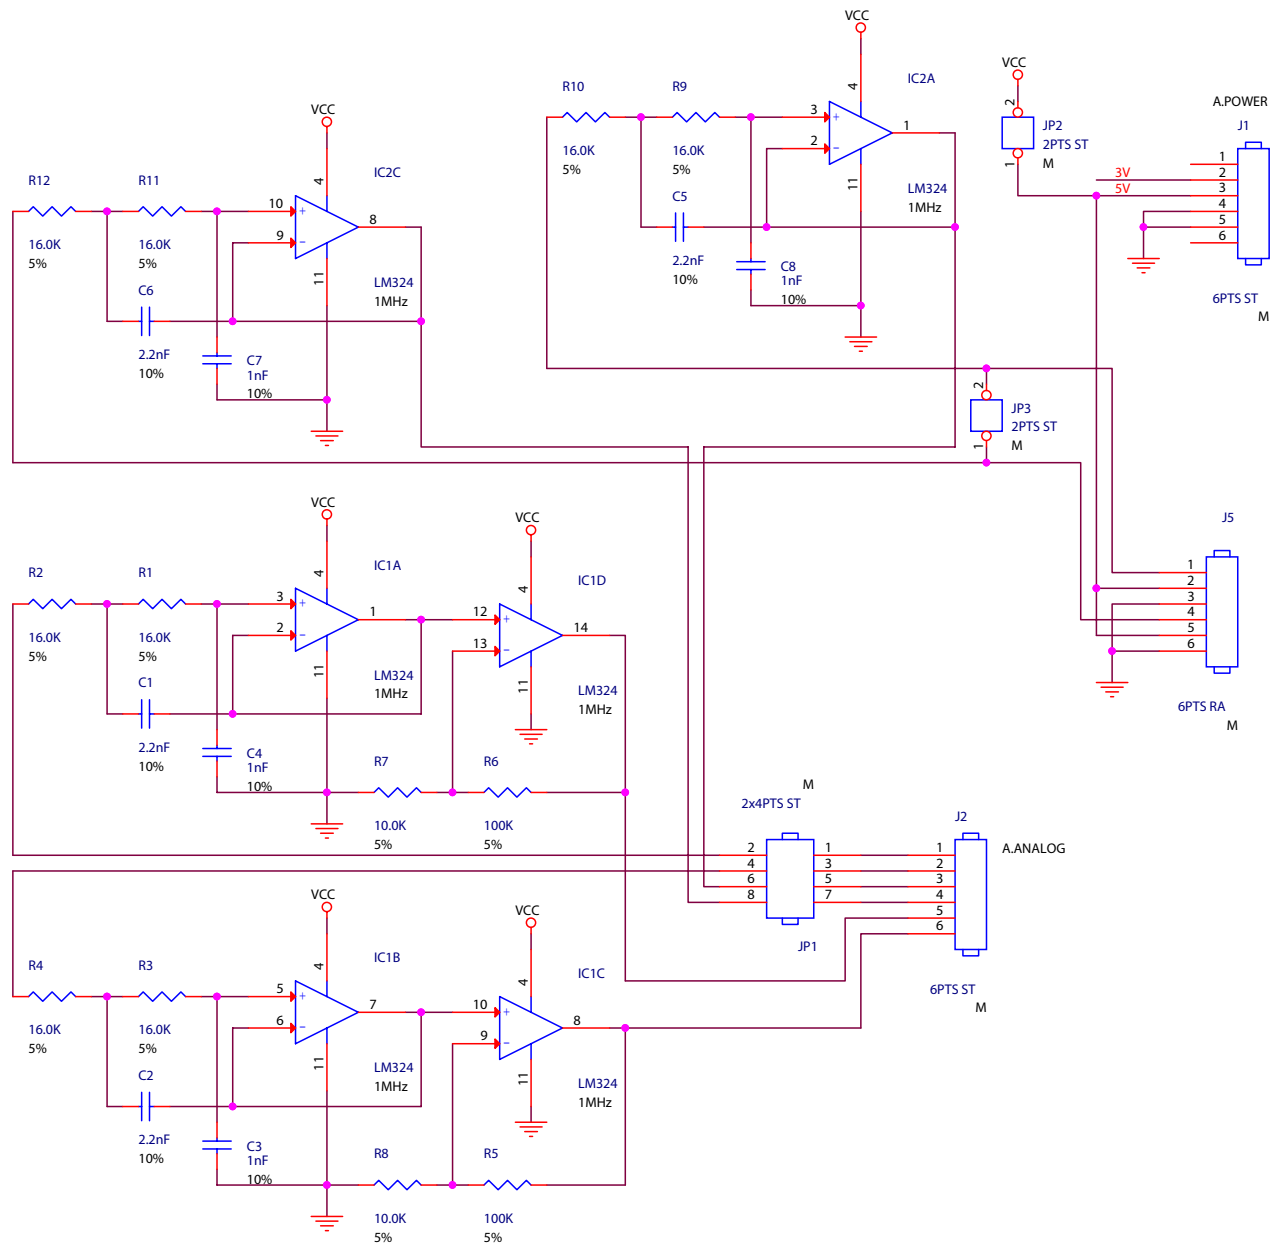 VCC
4
R10
R9
IC2A
3
2
+
−
1
16.0K
5%
16.0K
5%
C5
11
LM324
1MHz
2.2nF
10%
C8
1nF
10%
VCC
2
JP2
2PTS ST
M
1
A.POWER
J1
3V
5V
1
2
3
4
5
6
6PTS ST
M
VCC
4
R12
R11
IC2C
10
9
+
−
8
16.0K
5%
16.0K
5%
C6
11
LM324
1MHz
2.2nF
10%
C7
1nF
10%
2
JP3
2PTS ST
M
1
J5
1
2
3
4
5
6
6PTS RA
M
VCC
4
R2
R1
IC1A
3
2
+
−
1
16.0K
5%
16.0K
5%
C1
11
LM324
1MHz
2.2nF
10%
C4
1nF
10%
VCC
4
IC1D
12
13
+
−
14
11
LM324
1MHz
R7
R6
10.0K
5%
100K
5%
M
2x4PTS ST
2
4
6
8
1
3
5
7
JP1
J2
1
2
3
4
5
6
A.ANALOG
6PTS ST
M
VCC
4
R4
R3
IC1B
5
6
+
−
7
16.0K
5%
16.0K
5%
C2
11
LM324
1MHz
2.2nF
10%
C3
1nF
10%
VCC
4
IC1C
10
9
+
−
8
11
LM324
1MHz
R8
R5
10.0K
5%
100K
5%